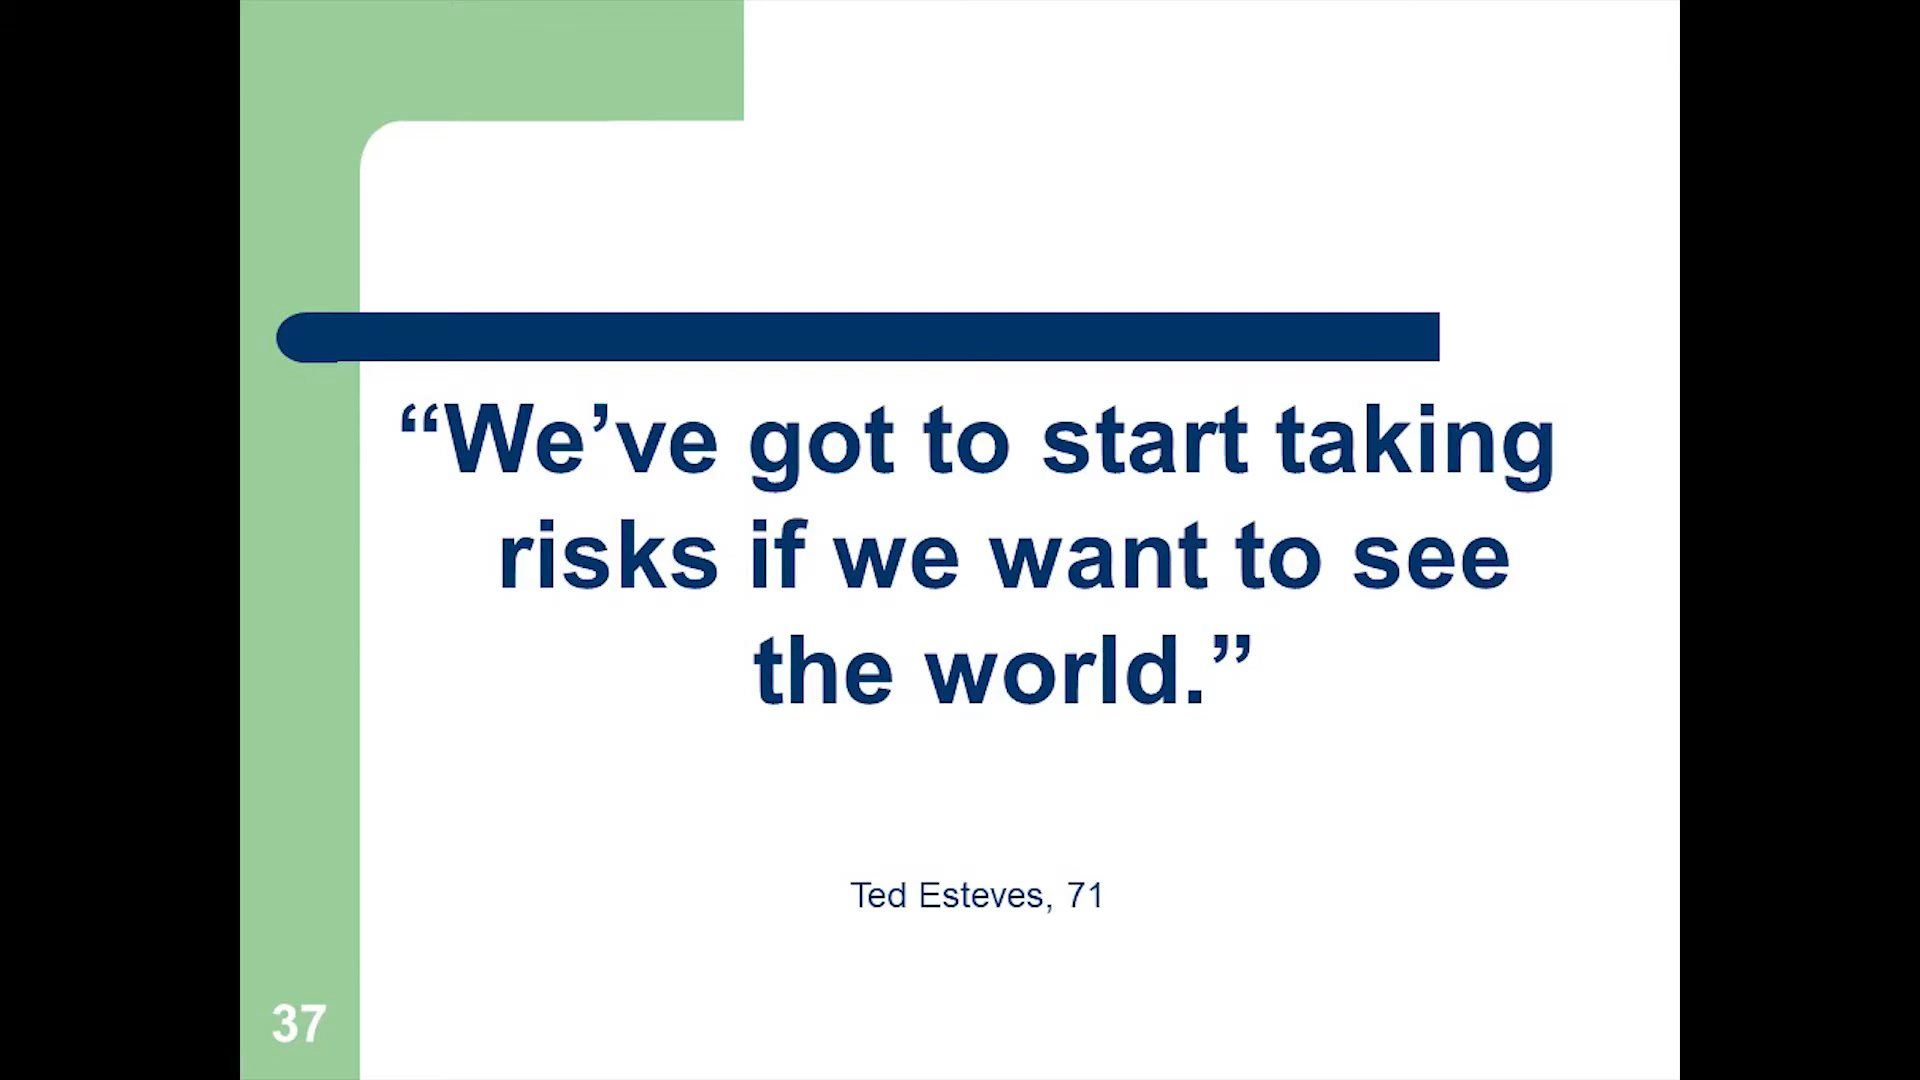 “We’ve got to start taking
risks if we want to see
the world.”
Ted Esteves, 71
37